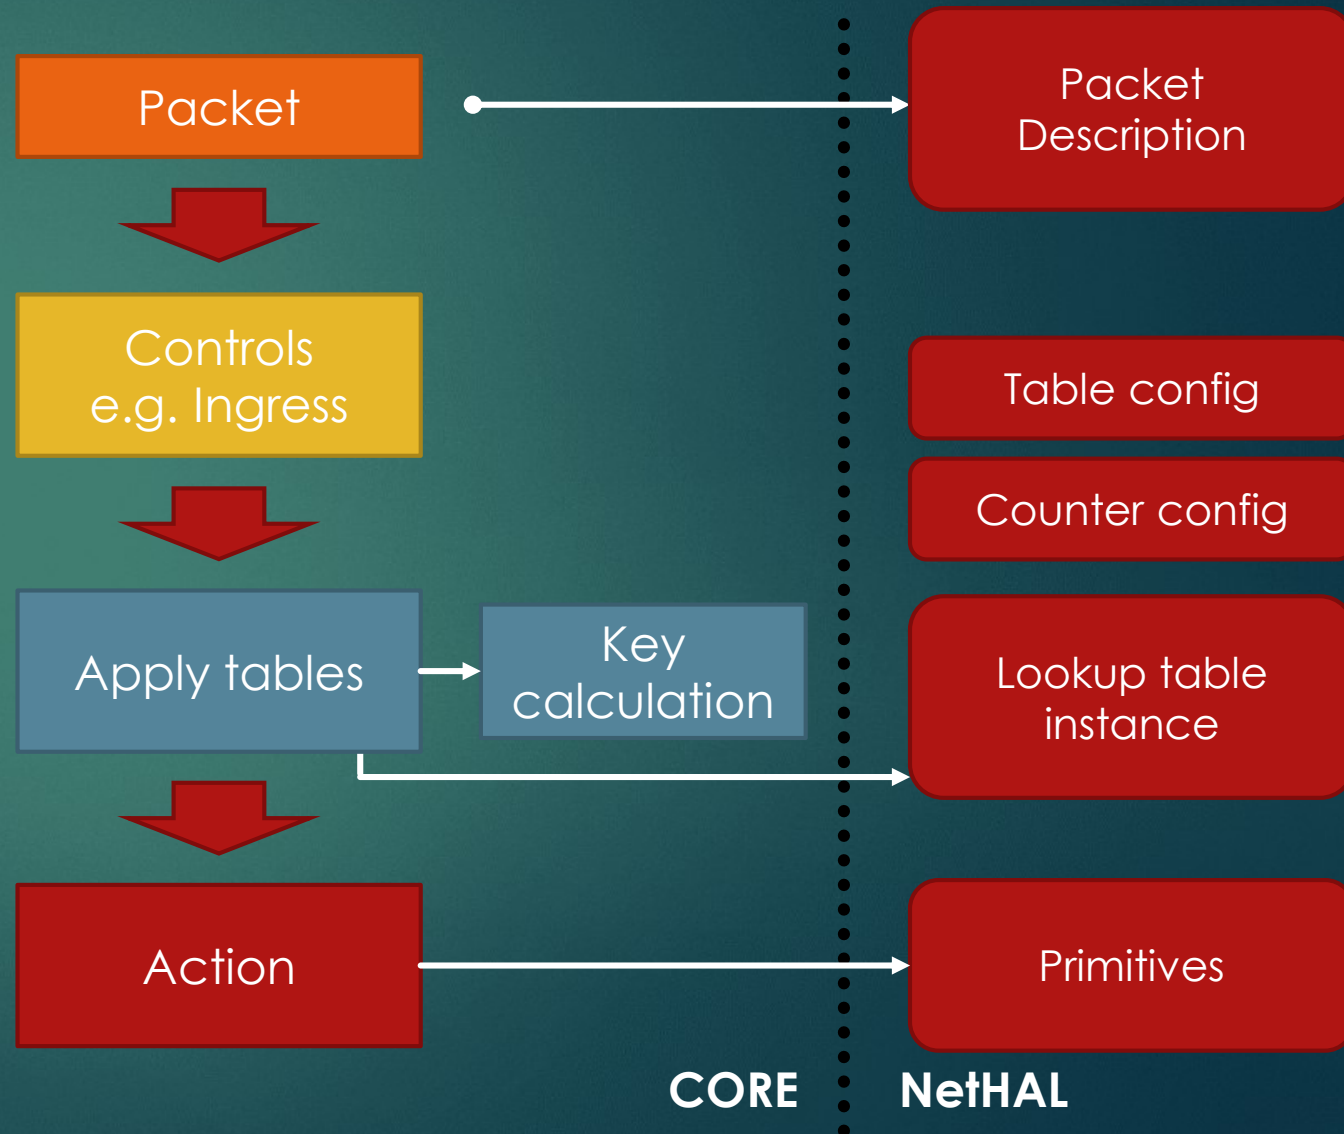 Packet
Packet
Description
Controls
e.g. Ingress
Table config
Counter config
Apply tables
Key
calculation
Lookup table
instance
Action
Primitives
CORE
NetHAL